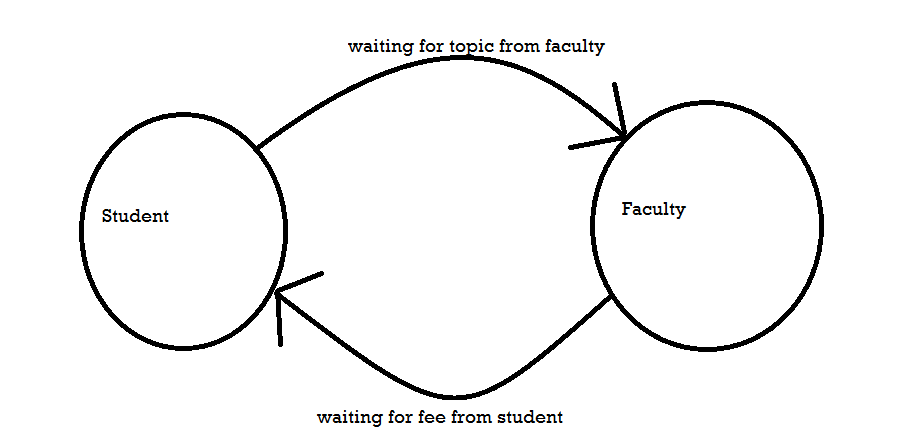 waiting for topic from faculty
Student
Faculty
waiting for fee from student